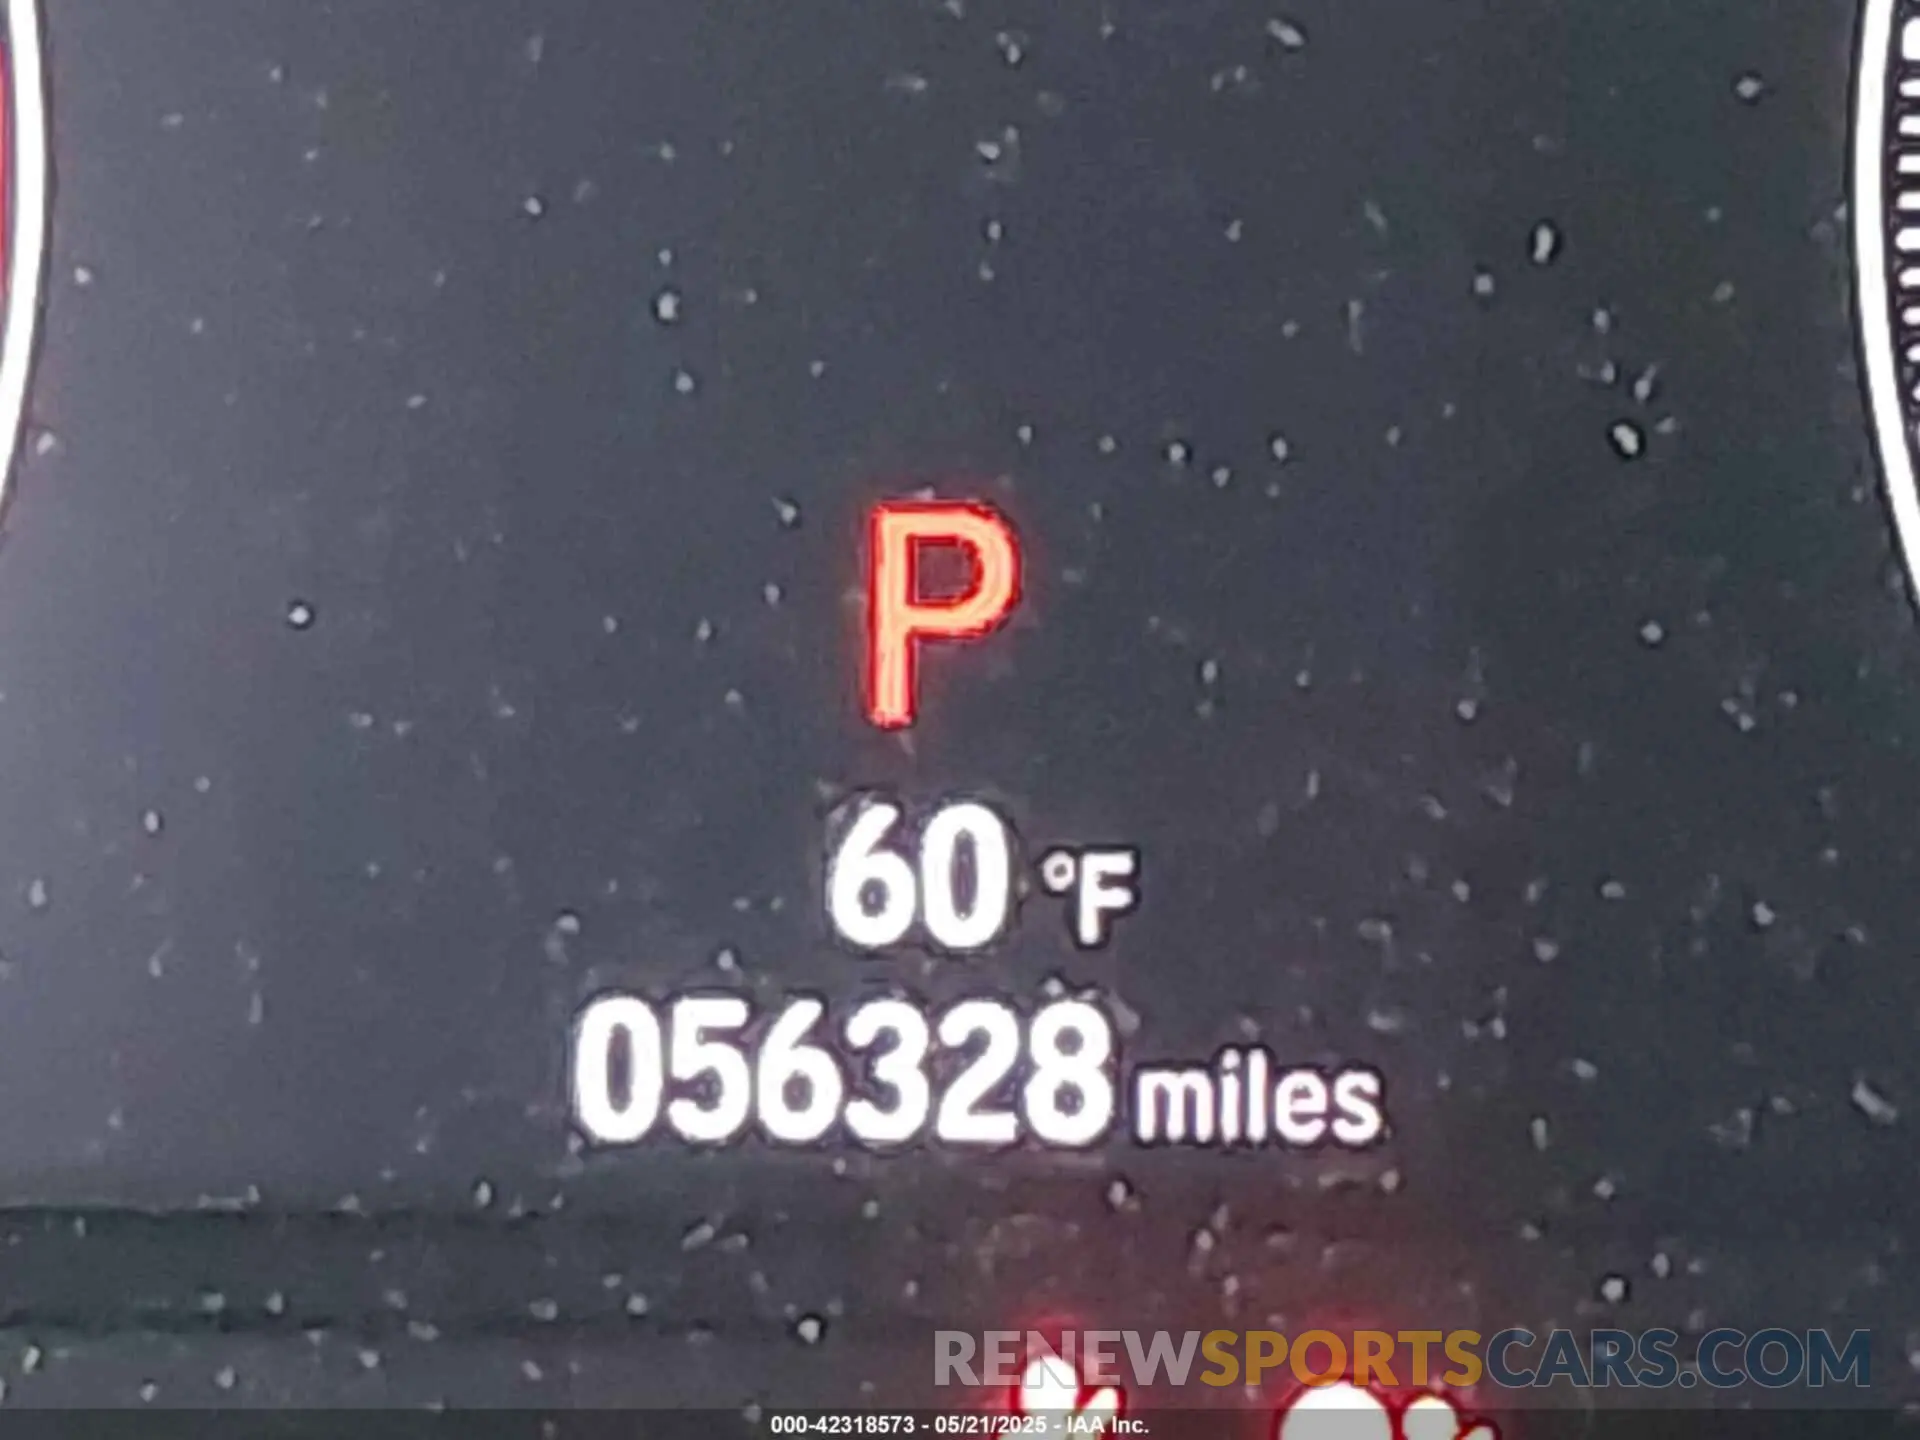 P
60 °F
056328 miles
RENEWSPORTSCARS.COM
000-42318573 - 05/21/2025 - IAA Inc.